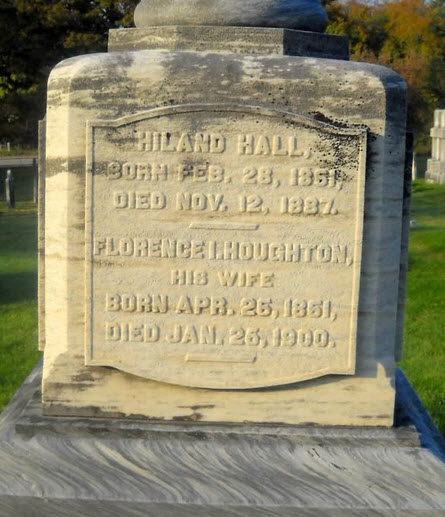 HILAND HALL,
BORN FEB. 28, 1851,
DIED NOV. 12, 1887.
FLORENCE I. HOUGHTON,
HIS WIFE
BORN APR. 25, 1851,
DIED JAN. 25, 1900.